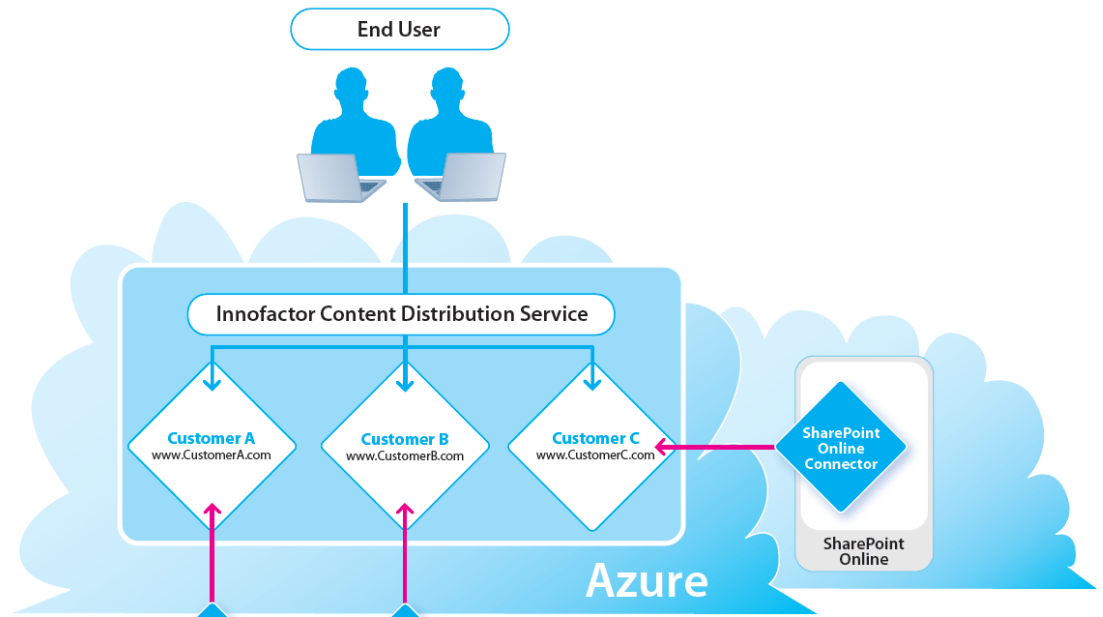 End User
Innofactor Content Distribution Service
Customer A
www.CustomerA.com
Customer B
www.CustomerB.com
Customer C
www.CustomerC.com
SharePoint
Online
Connector
SharePoint
Online
Azure